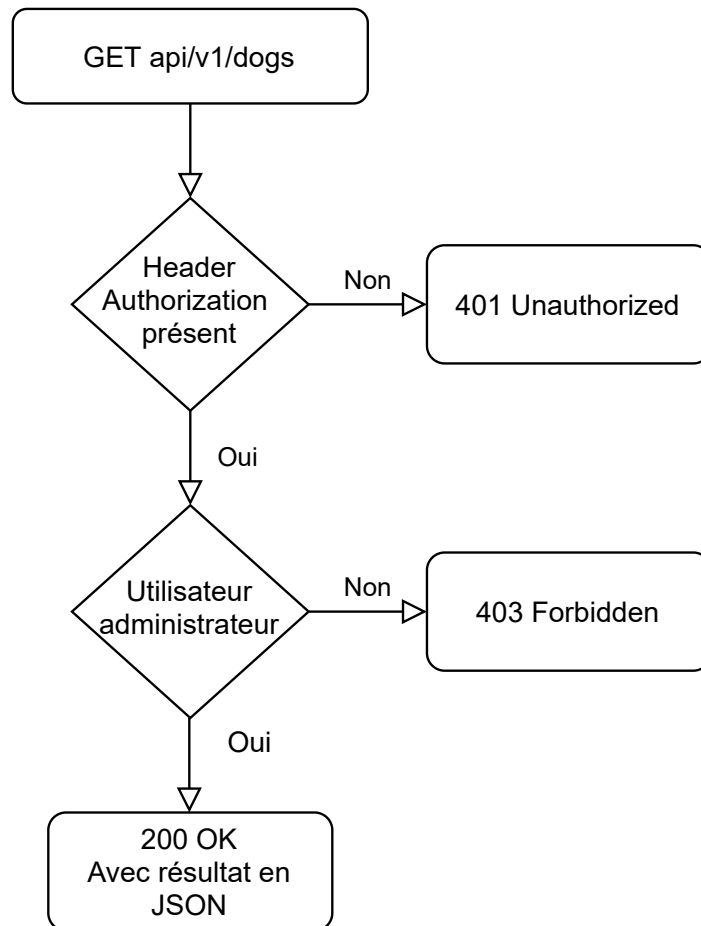 GET api/v1/dogs
Header
Authorization
présent
Non
401 Unauthorized
Oui
Utilisateur
administrateur
Non
403 Forbidden
Oui
200 OK
Avec résultat en
JSON